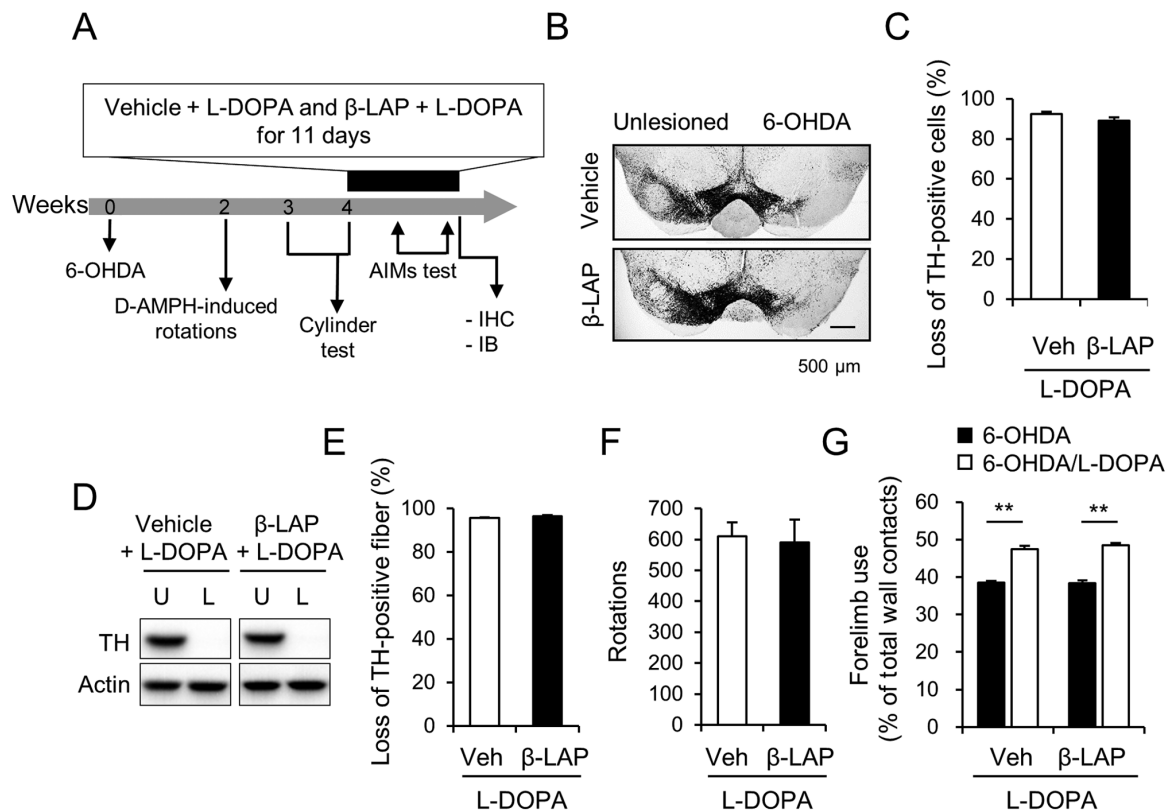 A
Vehicle + L-DOPA and β-LAP + L-DOPA
for 11 days
Weeks 0 2 3 4
6-OHDA
D-AMPH-induced
rotations
Cylinder
test
AIMs test
- IHC
- IB
B
Unlesioned 6-OHDA
Vehicle
β-LAP
500 µm
C
Loss of TH-positive cells (%)
100
80
60
40
20
0
Veh β-LAP
L-DOPA
D
Vehicle
+ L-DOPA
β-LAP
+ L-DOPA
U L U L
TH
Actin
E
Loss of TH-positive fiber (%)
100
80
60
40
20
0
Veh β-LAP
L-DOPA
F
Rotations
700
600
500
400
300
200
100
0
Veh β-LAP
L-DOPA
G
6-OHDA
6-OHDA/L-DOPA
Forelimb use
(% of total wall contacts)
60
50
40
30
20
10
0
** **
Veh β-LAP
L-DOPA